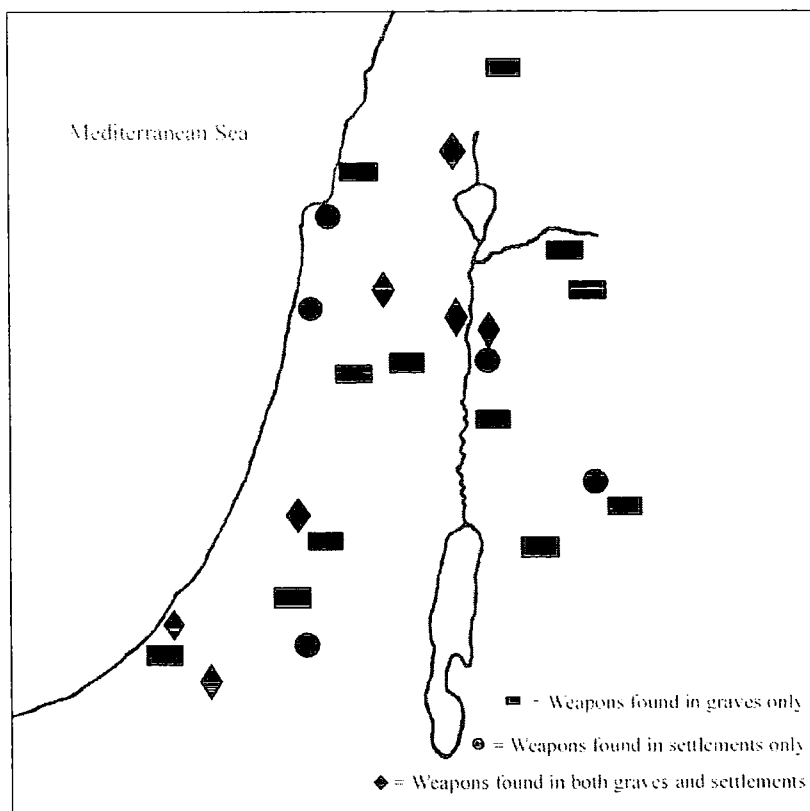 Mediterranean Sea
- Weapons found in graves only
= Weapons found in settlements only
= Weapons found in both graves and settlements